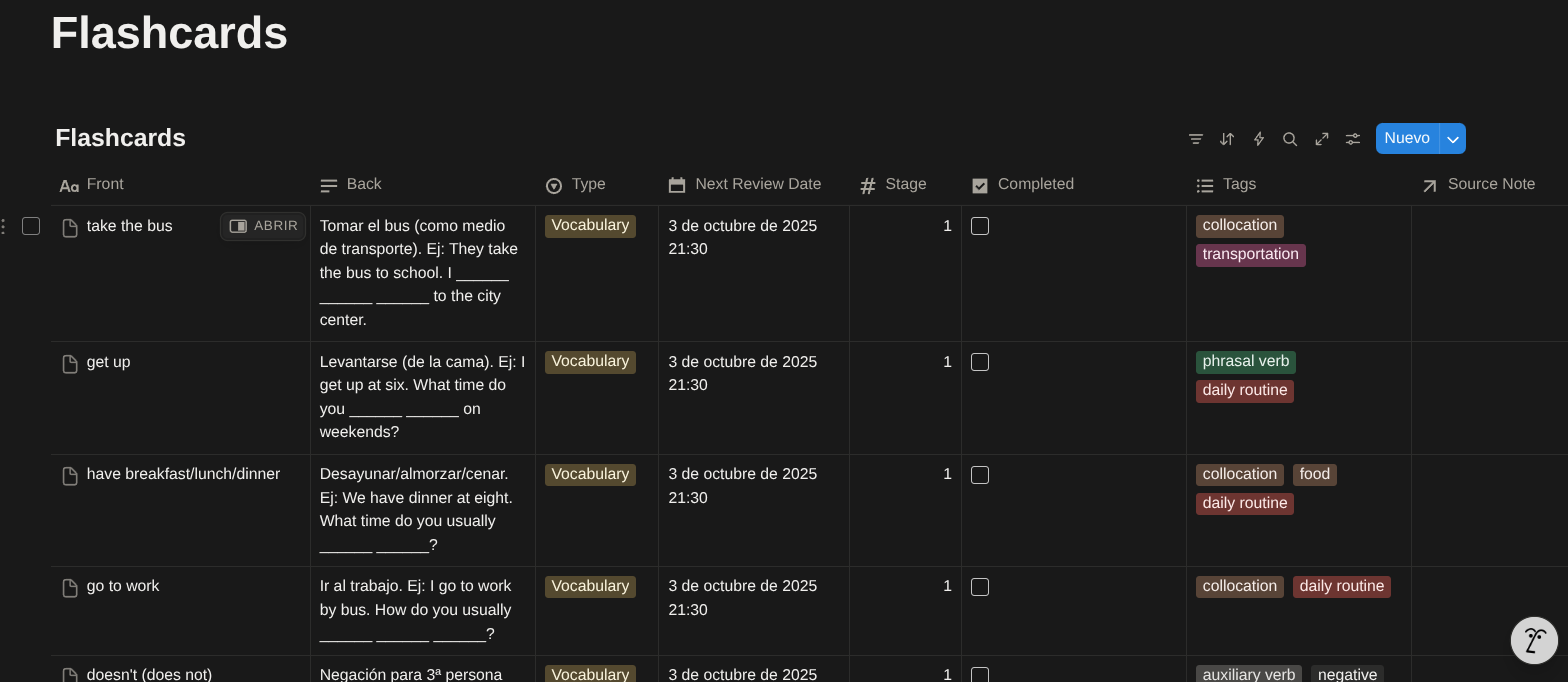 Flashcards
Flashcards
Nuevo
Front Back Type Next Review Date Stage Completed Tags Source Note
take the bus
ABRIR
Tomar el bus (como medio
de transporte). Ej: They take
the bus to school. I ______
______ ______ to the city
center.
Vocabulary
3 de octubre de 2025
21:30
1
collocation
transportation
get up
Levantarse (de la cama). Ej: I
get up at six. What time do
you ______ ______ on
weekends?
Vocabulary
3 de octubre de 2025
21:30
1
phrasal verb
daily routine
have breakfast/lunch/dinner
Desayunar/almorzar/cenar.
Ej: We have dinner at eight.
What time do you usually
______ ______?
Vocabulary
3 de octubre de 2025
21:30
1
collocation food
daily routine
go to work
Ir al trabajo. Ej: I go to work
by bus. How do you usually
______ ______ ______?
Vocabulary
3 de octubre de 2025
21:30
1
collocation daily routine
doesn't (does not)
Negación para 3ª persona
Vocabulary
3 de octubre de 2025
1
auxiliary verb negative